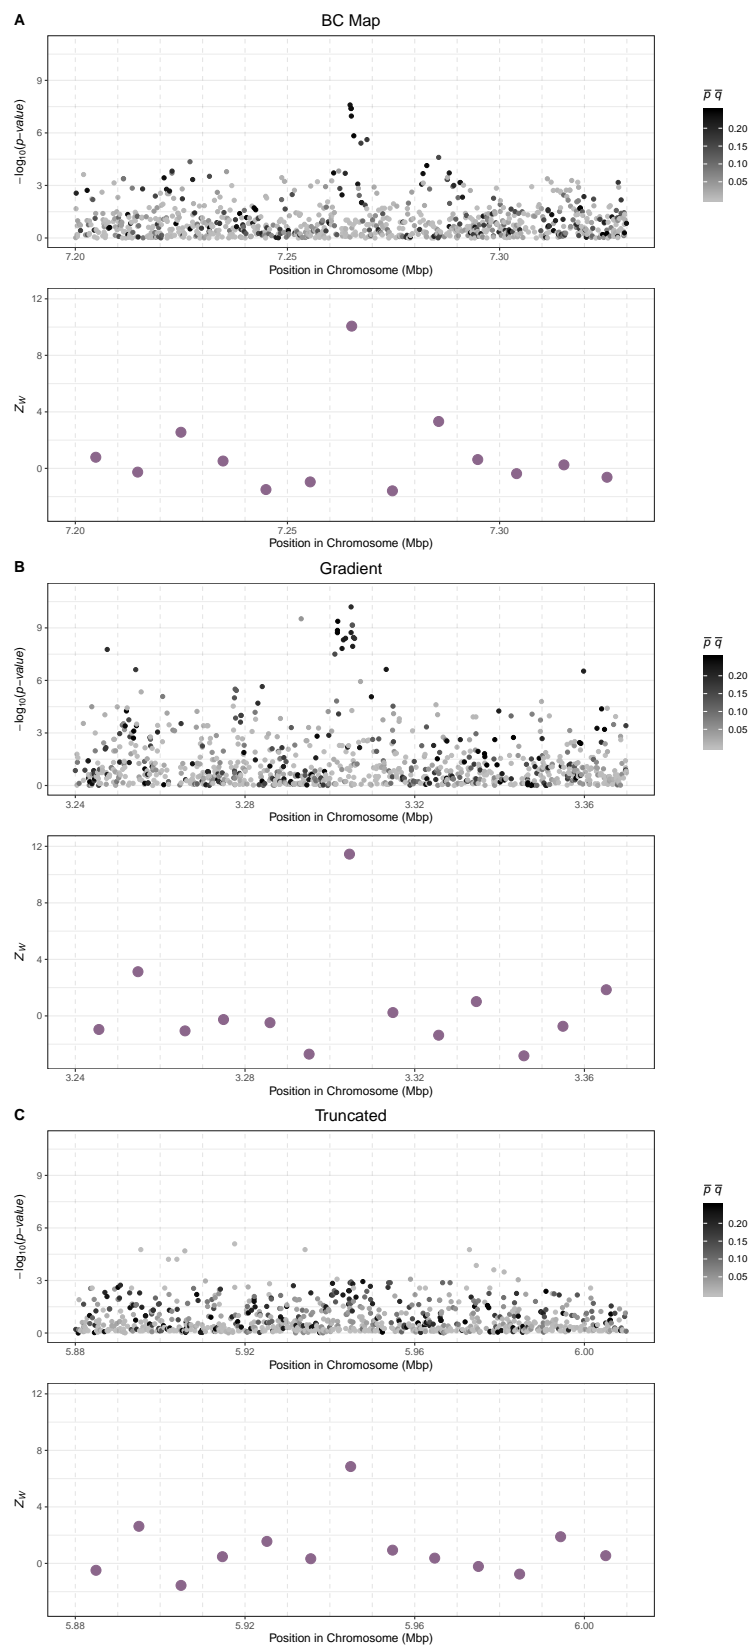 A
BC Map
9
6
3
0
−log10(p−value)
7.20 7.25 7.30
Position in Chromosome (Mbp)
p̅ q̅
0.20
0.15
0.10
0.05
12
8
4
0
ZW
7.20 7.25 7.30
Position in Chromosome (Mbp)
B
Gradient
9
6
3
0
−log10(p−value)
3.24 3.28 3.32 3.36
Position in Chromosome (Mbp)
p̅ q̅
0.20
0.15
0.10
0.05
12
8
4
0
ZW
3.24 3.28 3.32 3.36
Position in Chromosome (Mbp)
C
Truncated
9
6
3
0
−log10(p−value)
5.88 5.92 5.96 6.00
Position in Chromosome (Mbp)
p̅ q̅
0.20
0.15
0.10
0.05
12
8
4
0
ZW
5.88 5.92 5.96 6.00
Position in Chromosome (Mbp)